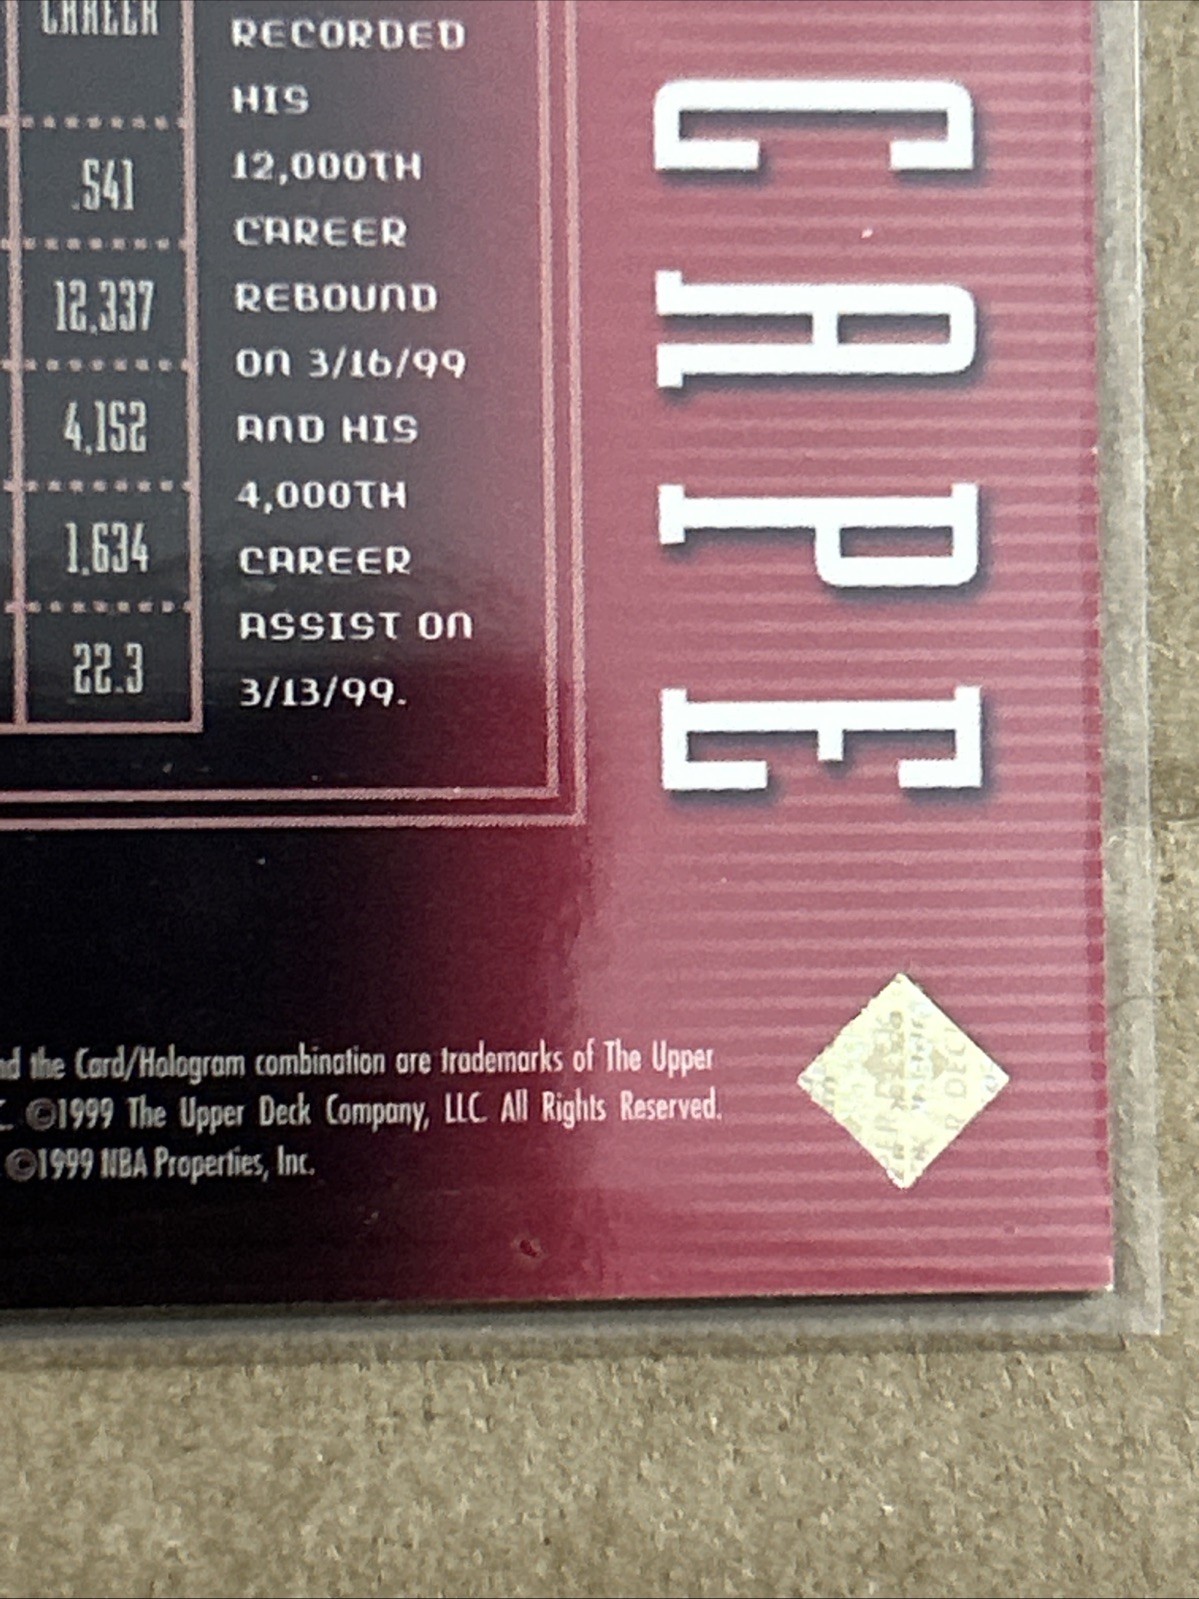 CAREER
.541
12,337
4,152
1,634
22.3
RECORDED
HIS
12,000TH
CAREER
REBOUND
ON 3/16/99
AND HIS
4,000TH
CAREER
ASSIST ON
3/13/99.
CAPE
the Card/Hologram combination are trademarks of The Upper
©1999 The Upper Deck Company, LLC All Rights Reserved.
©1999 NBA Properties, Inc.